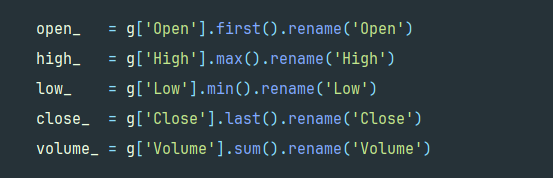 open_   = g['Open'].first().rename('Open')
high_   = g['High'].max().rename('High')
low_    = g['Low'].min().rename('Low')
close_  = g['Close'].last().rename('Close')
volume_ = g['Volume'].sum().rename('Volume')